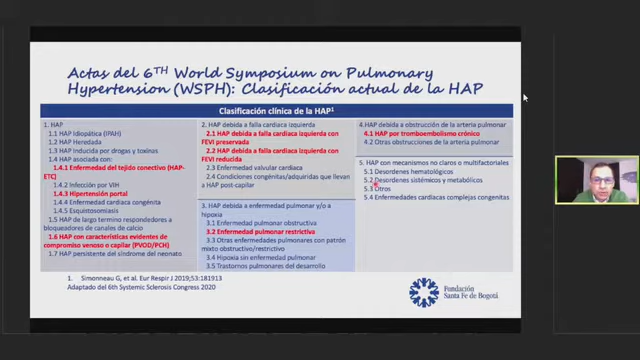 Actas del 6TH World Symposium on Pulmonary
Hypertension (WSPH): Clasificación actual de la HAP
Clasificación clínica de la HAP¹
1. HAP
1.1 HAP Idiopática (IPAH)
1.2 HAP Heredada
1.3 HAP Inducida por drogas y toxinas
1.4 HAP asociada con:
1.4.1 Enfermedad del tejido conectivo (HAP-
ETC)
1.4.2 Infección por VIH
1.4.3 Hipertensión portal
1.4.4 Enfermedad cardiaca congénita
1.4.5 Esquistosomiasis
1.5 HAP de largo termino respondedores a
bloqueadores de canales de calcio
1.6 HAP con características evidentes de
compromiso venoso o capilar (PVOD/PCH)
1.7 HAP persistente del síndrome del neonato
2. HAP debida a falla cardiaca izquierda
2.1 HAP debida a falla cardiaca izquierda con
FEVI preservada
2.2 HAP debida a falla cardiaca izquierda con
FEVI reducida
2.3 Enfermedad valvular cardiaca
2.4 Condiciones congénitas/adquiridas que llevan
a HAP post-capilar
3. HAP debida a enfermedad pulmonar y/o a
hipoxia
3.1 Enfermedad pulmonar obstructiva
3.2 Enfermedad pulmonar restrictiva
3.3 Otras enfermedades pulmonares con patrón
mixto obstructivo/restrictivo
3.4 Hipoxia sin enfermedad pulmonar
3.5 Trastornos pulmonares del desarrollo
4.HAP debida a obstrucción de la arteria pulmonar
4.1 HAP por tromboembolismo crónico
4.2 Otras obstrucciones de la arteria pulmonar
5. HAP con mecanismos no claros o multifactoriales
5.1 Desordenes hematológicos
5.2 Desordenes sistémicos y metabólicos
5.3 Otros
5.4 Enfermedades cardiacas complejas congenitas
1. Simonneau G, et al. Eur Respir J 2019;53:181913
Adaptado del 6th Systemic Sclerosis Congress 2020
Fundación
Santa Fe de Bogotá